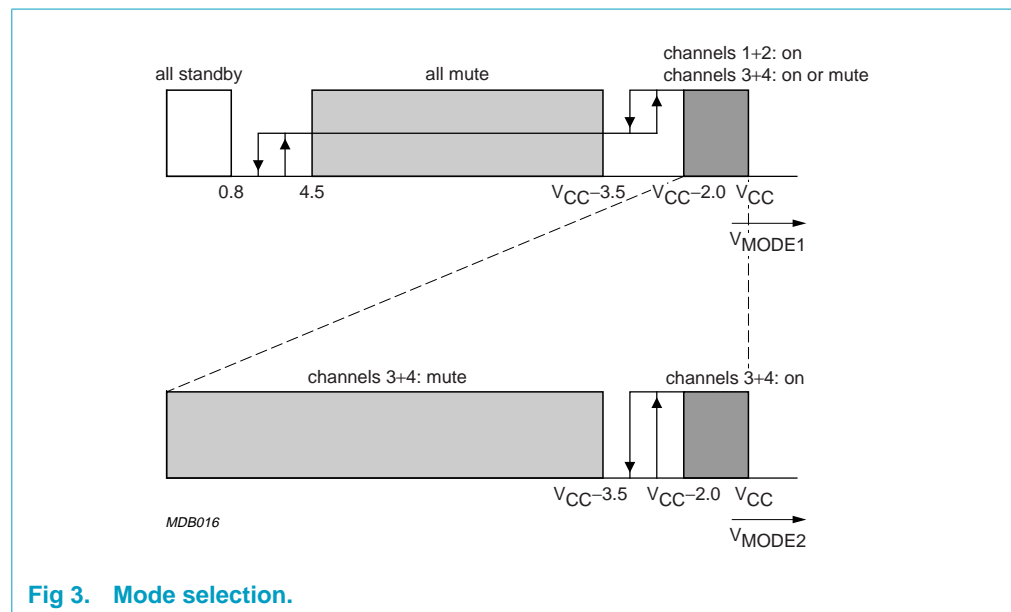 channels 1+2: on
all standby all mute channels 3+4: on or mute
0.8 4.5 VCC−3.5 VCC−2.0 VCC
VMODE1
channels 3+4: mute channels 3+4: on
VCC−3.5 VCC−2.0 VCC
MDB016
VMODE2
Fig 3. Mode selection.